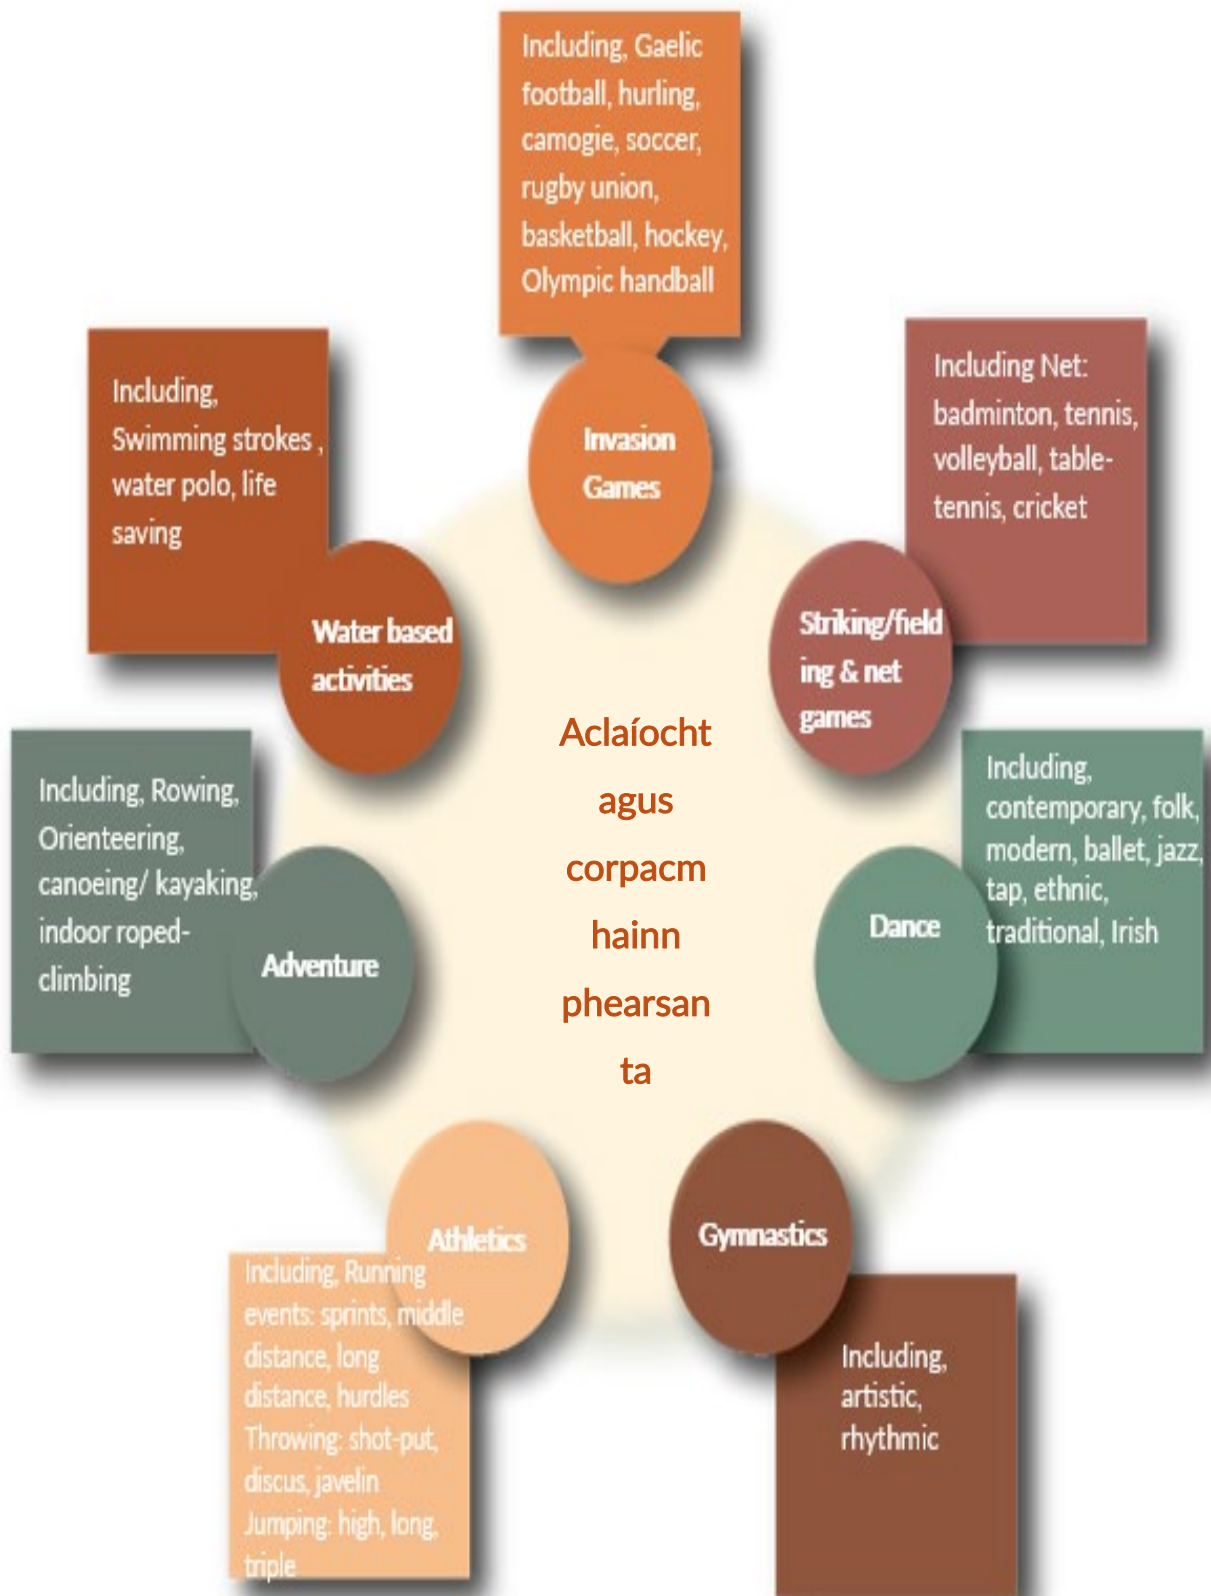 Including, Gaelic
football, hurling,
camogie, soccer,
rugby union,
basketball, hockey,
Olympic handball
Invasion
Games
Including Net:
badminton, tennis,
volleyball, table-
tennis, cricket
Striking/field
ing & net
games
Including,
contemporary, folk,
modern, ballet, jazz,
tap, ethnic,
traditional, Irish
Dance
Gymnastics
Including,
artistic,
rhythmic
Athletics
Including, Running
events: sprints, middle
distance, long
distance, hurdles
Throwing: shot-put,
discus, javelin
Jumping: high, long,
triple
Including, Rowing,
Orienteering,
canoeing/ kayaking,
indoor roped-
climbing
Adventure
Including,
Swimming strokes ,
water polo, life
saving
Water based
activities
Aclaíocht
agus
corpacm
hainn
phearsan
ta